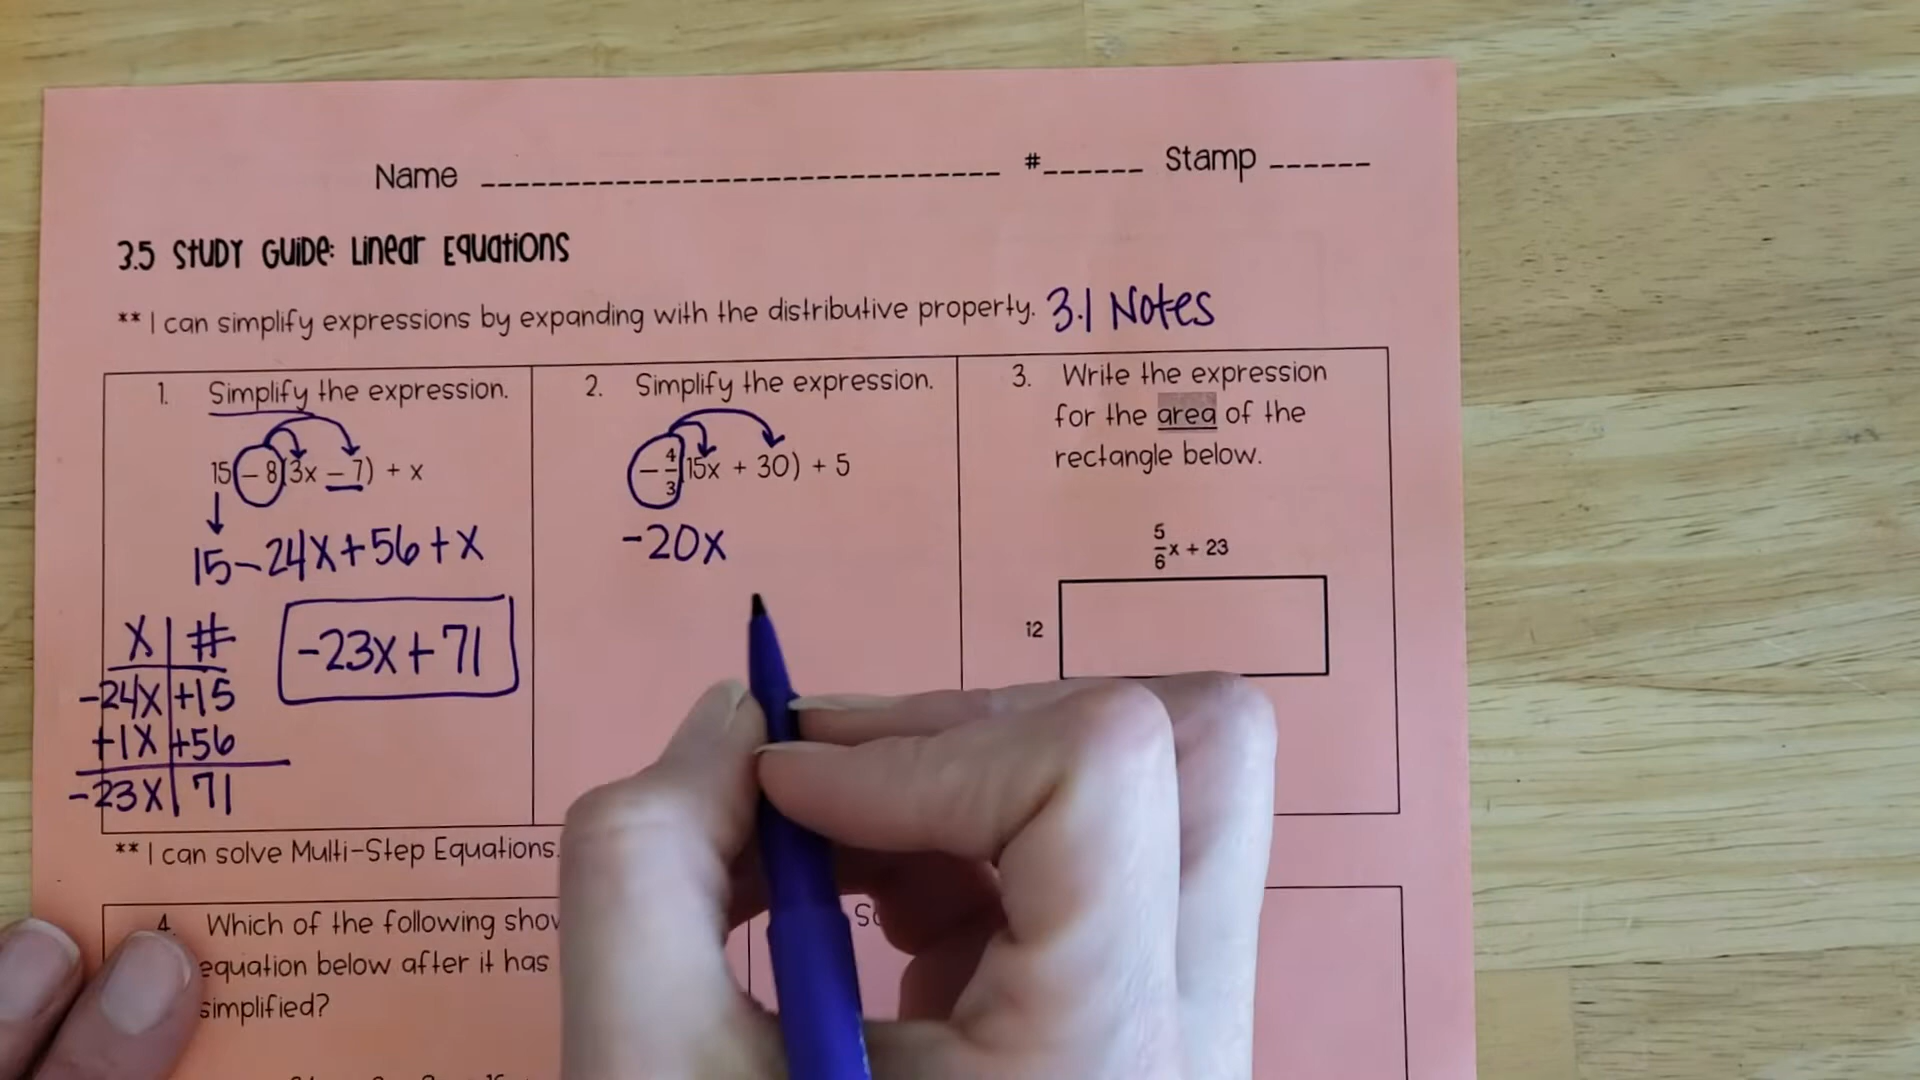 Name ______________________________ #______ Stamp ______
3.5 Study Guide: Linear Equations
** I can simplify expressions by expanding with the distributive property. 3.1 Notes
1. Simplify the expression.
15 - 8(3x - 7) + x
15 - 24x + 56 + x
x | #
-24x | +15
+1x | +56
-23x | 71
-23x + 71
2. Simplify the expression.
-4/3(15x + 30) + 5
-20x
3. Write the expression
for the area of the
rectangle below.
5/6x + 23
12
** I can solve Multi-Step Equations.
4. Which of the following
equation below after it has
simplified?